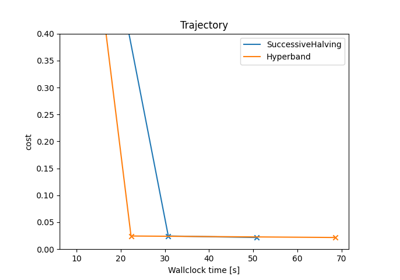 Trajectory
0.40
0.35
0.30
0.25
0.20
0.15
0.10
0.05
0.00
cost
SuccessiveHalving
Hyperband
10 20 30 40 50 60 70
Wallclock time [s]